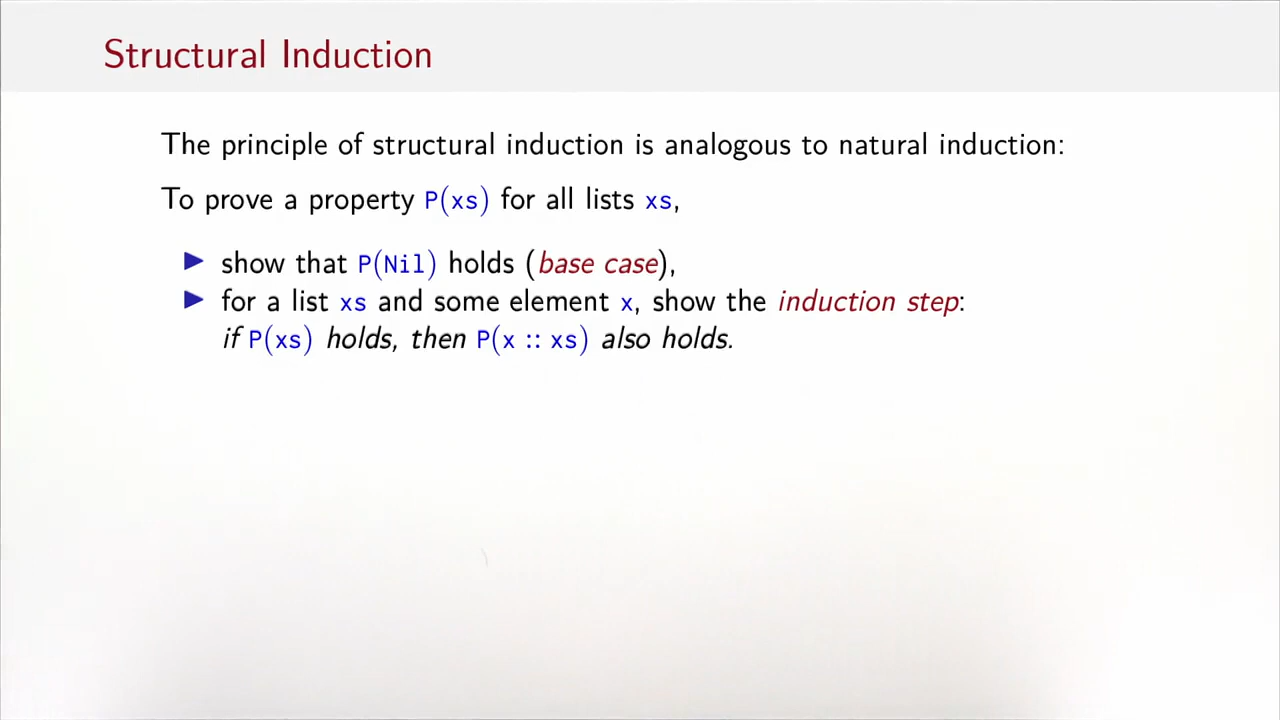 Structural Induction
The principle of structural induction is analogous to natural induction:
To prove a property P(xs) for all lists xs,
▶ show that P(Nil) holds (base case),
▶ for a list xs and some element x, show the induction step:
if P(xs) holds, then P(x :: xs) also holds.